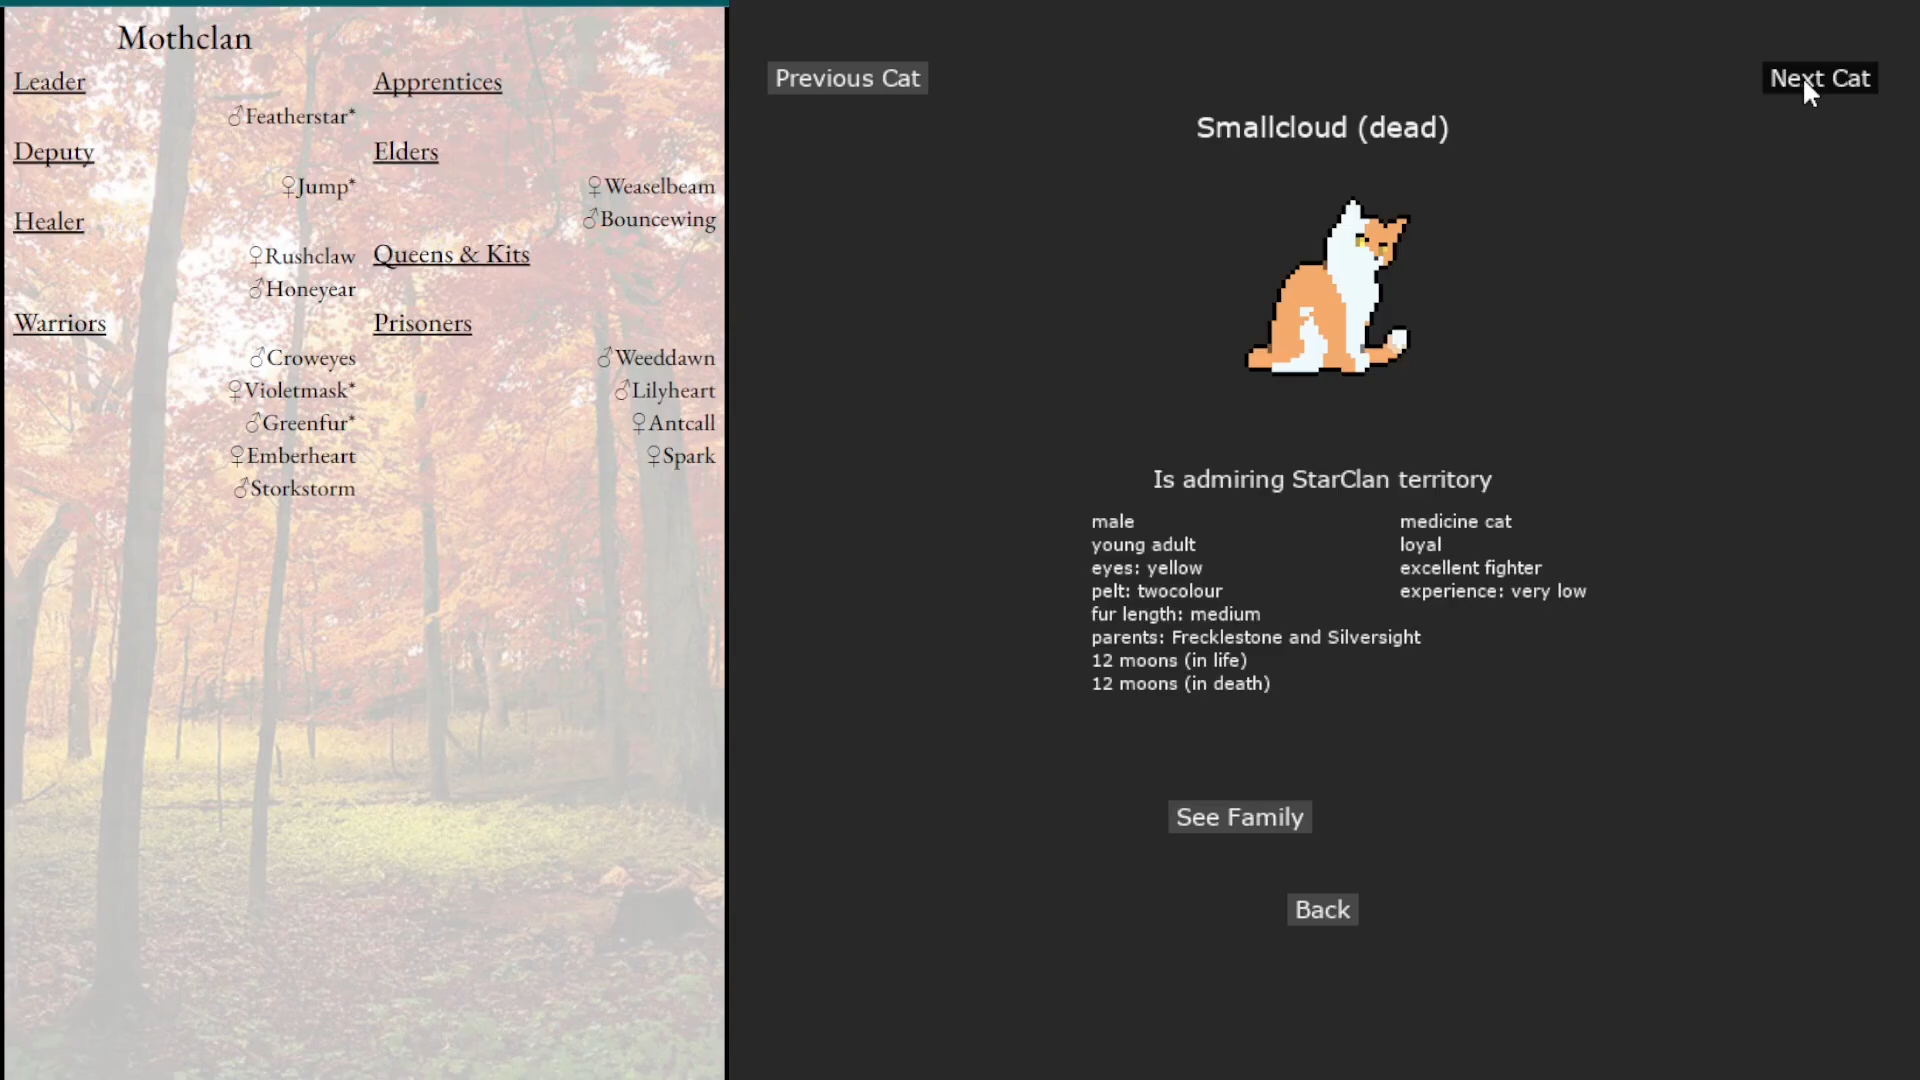 Mothclan
Leader
♂Featherstar*
Deputy
♀Jump*
Healer
♀Rushclaw
♂Honeyear
Warriors
♂Croweyes
♀Violetmask*
♂Greenfur*
♀Emberheart
♂Storkstorm
Apprentices
Elders
♀Weaselbeam
♂Bouncewing
Queens & Kits
Prisoners
♂Weeddawn
♂Lilyheart
♀Antcall
♀Spark
Previous Cat
Next Cat
Smallcloud (dead)
Is admiring StarClan territory
male
young adult
eyes: yellow
pelt: twocolour
fur length: medium
parents: Frecklestone and Silversight
12 moons (in life)
12 moons (in death)
medicine cat
loyal
excellent fighter
experience: very low
See Family
Back